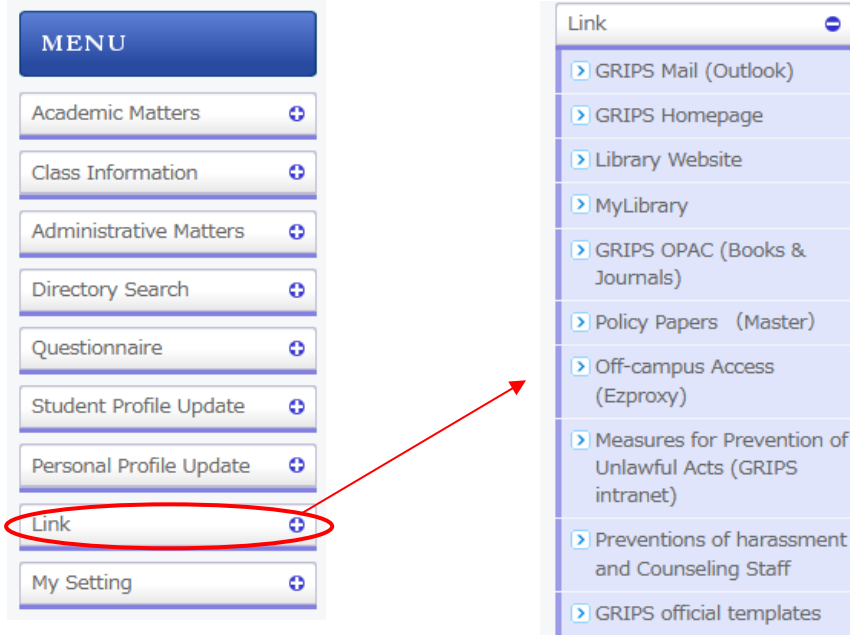 MENU
Academic Matters
Class Information
Administrative Matters
Directory Search
Questionnaire
Student Profile Update
Personal Profile Update
Link
My Setting
Link
GRIPS Mail (Outlook)
GRIPS Homepage
Library Website
MyLibrary
GRIPS OPAC (Books &
Journals)
Policy Papers （Master)
Off-campus Access
(Ezproxy)
Measures for Prevention of
Unlawful Acts (GRIPS
intranet)
Preventions of harassment
and Counseling Staff
GRIPS official templates